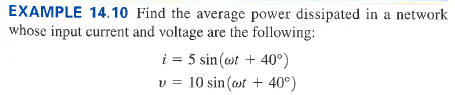 EXAMPLE 14.10 Find the average power dissipated in a network
whose input current and voltage are the following:
i = 5 sin(ωt + 40°)
υ = 10 sin(ωt + 40°)